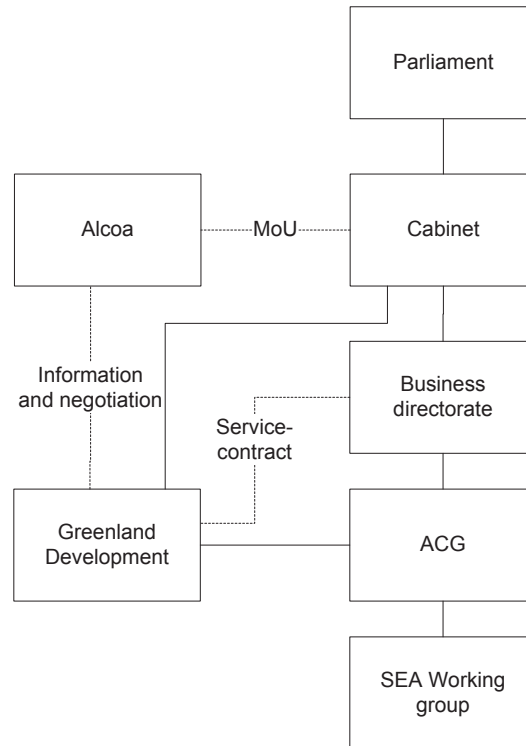 Parliament
Alcoa
MoU
Cabinet
Information
and negotiation
Service-
contract
Business
directorate
Greenland
Development
ACG
SEA Working
group